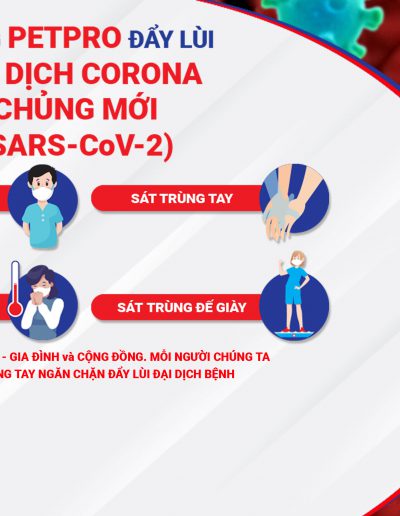 PETPRO ĐẨY LÙI
DỊCH CORONA
CHỦNG MỚI
SARS-CoV-2)
SÁT TRÙNG TAY
SÁT TRÙNG ĐẾ GIÀY
- GIA ĐÌNH và CỘNG ĐỒNG. MỖI NGƯỜI CHÚNG TA
NG TAY NGĂN CHẶN ĐẨY LÙI ĐẠI DỊCH BỆNH